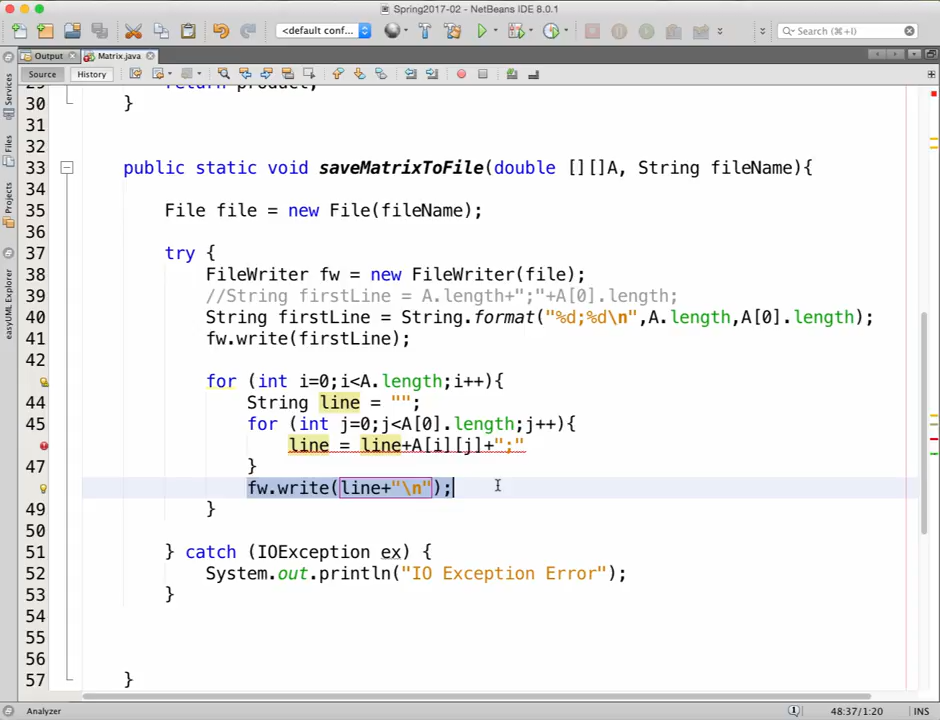 Spring2017-02 - NetBeans IDE 8.0.1
<default conf...
Search (⌘+I)
Output
Matrix.java
Source
History
Services
Files
Projects
easyUML Explorer
29 return product;
30 }
31
32
33 public static void saveMatrixToFile(double [][]A, String fileName){
34
35 File file = new File(fileName);
36
37 try {
38 FileWriter fw = new FileWriter(file);
39 //String firstLine = A.length+";"+A[0].length;
40 String firstLine = String.format("%d;%d\n",A.length,A[0].length);
41 fw.write(firstLine);
42
for (int i=0;i<A.length;i++){
44 String line = "";
45 for (int j=0;j<A[0].length;j++){
line = line+A[i][j]+";"
47 }
fw.write(line+"\n");
49 }
50
51 } catch (IOException ex) {
52 System.out.println("IO Exception Error");
53 }
54
55
56
57 }
Analyzer
1
48:37/1:20
INS